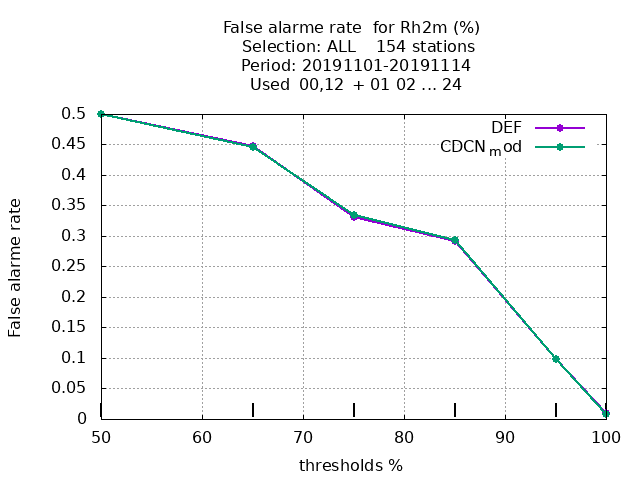 False alarme rate  for Rh2m (%)
Selection: ALL    154 stations
Period: 20191101-20191114
Used  00,12  + 01 02 ... 24
DEF
CDCNmod
False alarme rate
0.5
0.45
0.4
0.35
0.3
0.25
0.2
0.15
0.1
0.05
0
50 60 70 80 90 100
thresholds %